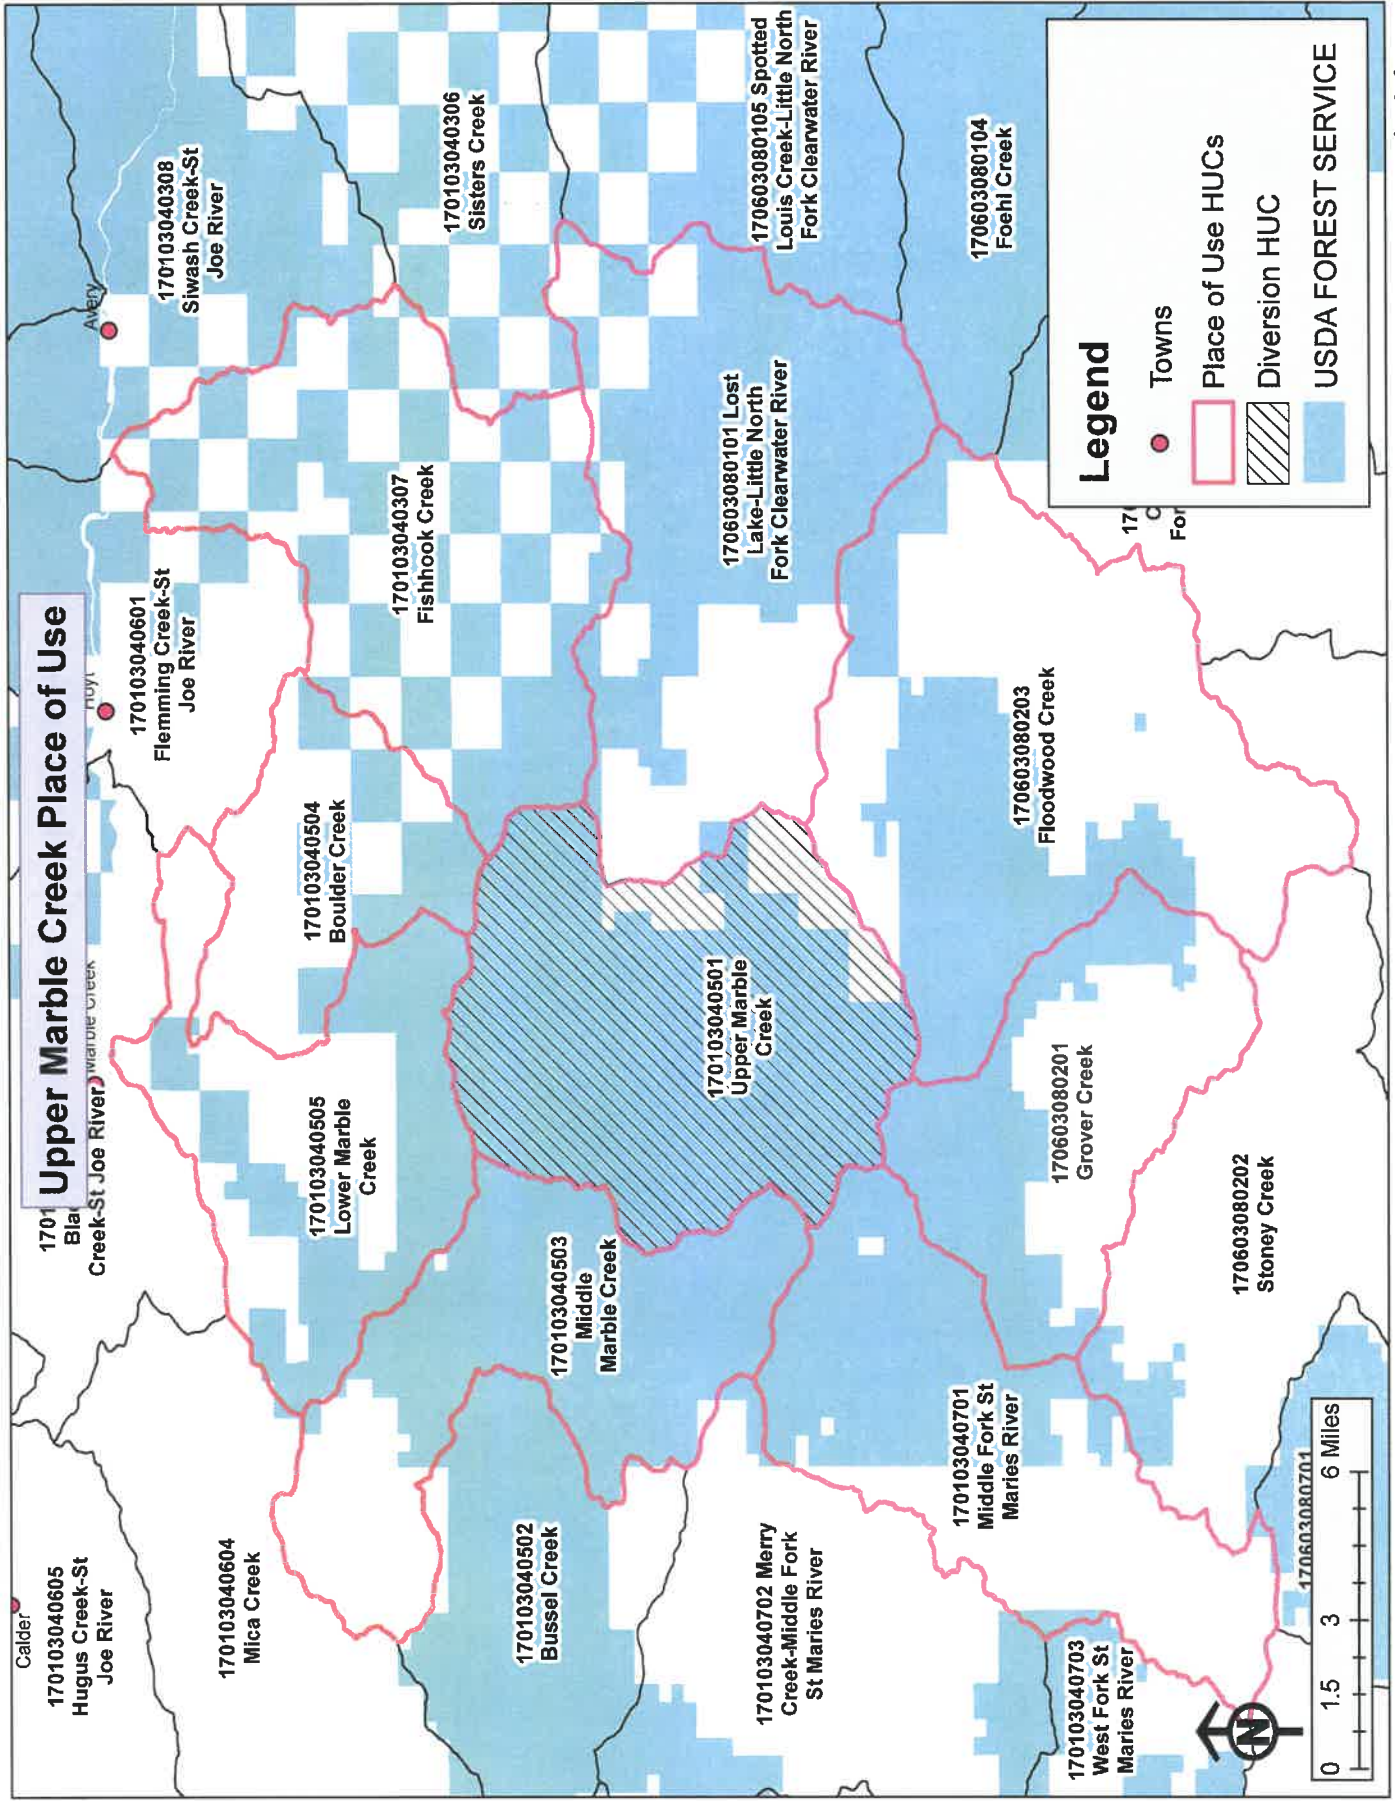 Upper Marble Creek Place of Use
Calder
170103040605
Hugus Creek-St
Joe River
1701
Creek-St Joe River
Marble Creek
Hoyt
Avery
170103040601
Flemming Creek-St
Joe River
170103040308
Siwash Creek-St
Joe River
170103040604
Mica Creek
170103040505
Lower Marble
Creek
170103040504
Boulder Creek
170103040307
Fishhook Creek
170103040306
Sisters Creek
170103040502
Bussel Creek
170103040503
Middle
Marble Creek
170103040501
Upper Marble
Creek
170603080101 Lost
Lake-Little North
Fork Clearwater River
170603080105 Spotted
Louis Creek-Little North
Fork Clearwater River
170103040702 Merry
Creek-Middle Fork
St Maries River
170103040701
Middle Fork St
Maries River
170603080203
Floodwood Creek
170603080104
Foehl Creek
170603080201
Grover Creek
170103040703
West Fork St
Maries River
170603080202
Stoney Creek
170603080701
N
0 1.5 3 6 Miles
Legend
Towns
Place of Use HUCs
Diversion HUC
USDA FOREST SERVICE